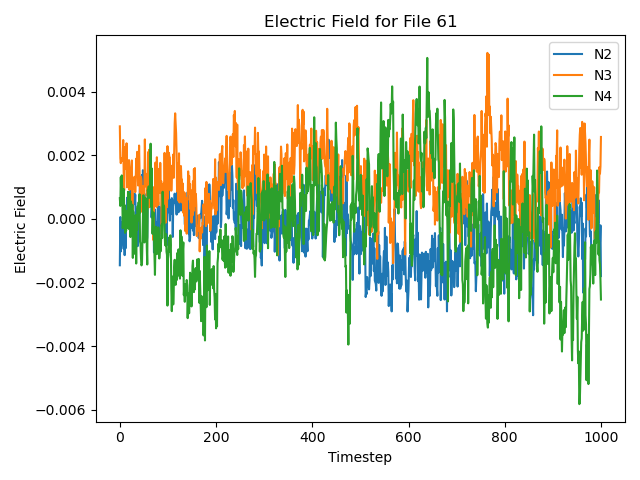 Electric Field for File 61
N2
N3
N4
Electric Field
0.004
0.002
0.000
−0.002
−0.004
−0.006
0 200 400 600 800 1000
Timestep